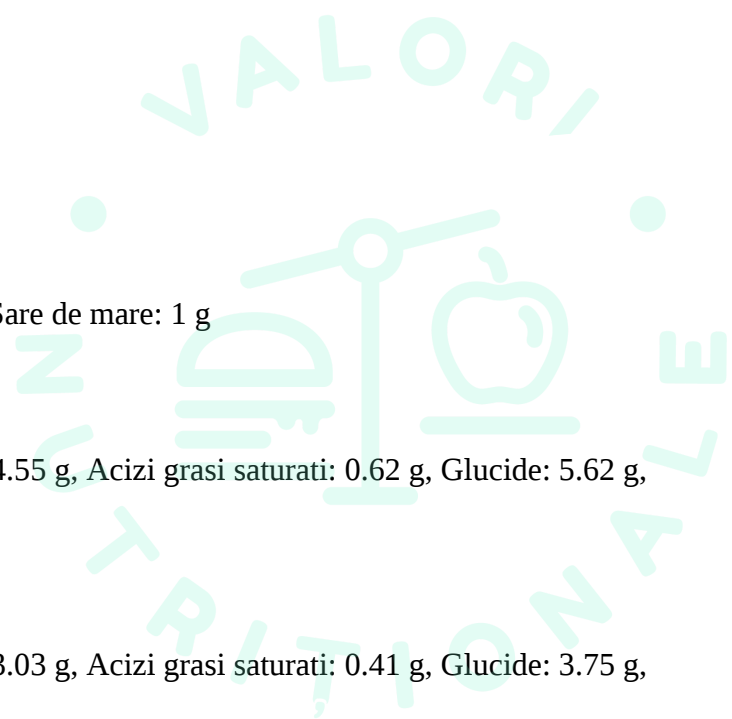 VALORI
Sare de mare: 1 g
4.55 g, Acizi grasi saturati: 0.62 g, Glucide: 5.62 g,
3.03 g, Acizi grasi saturati: 0.41 g, Glucide: 3.75 g,
NUTRIȚIONALE